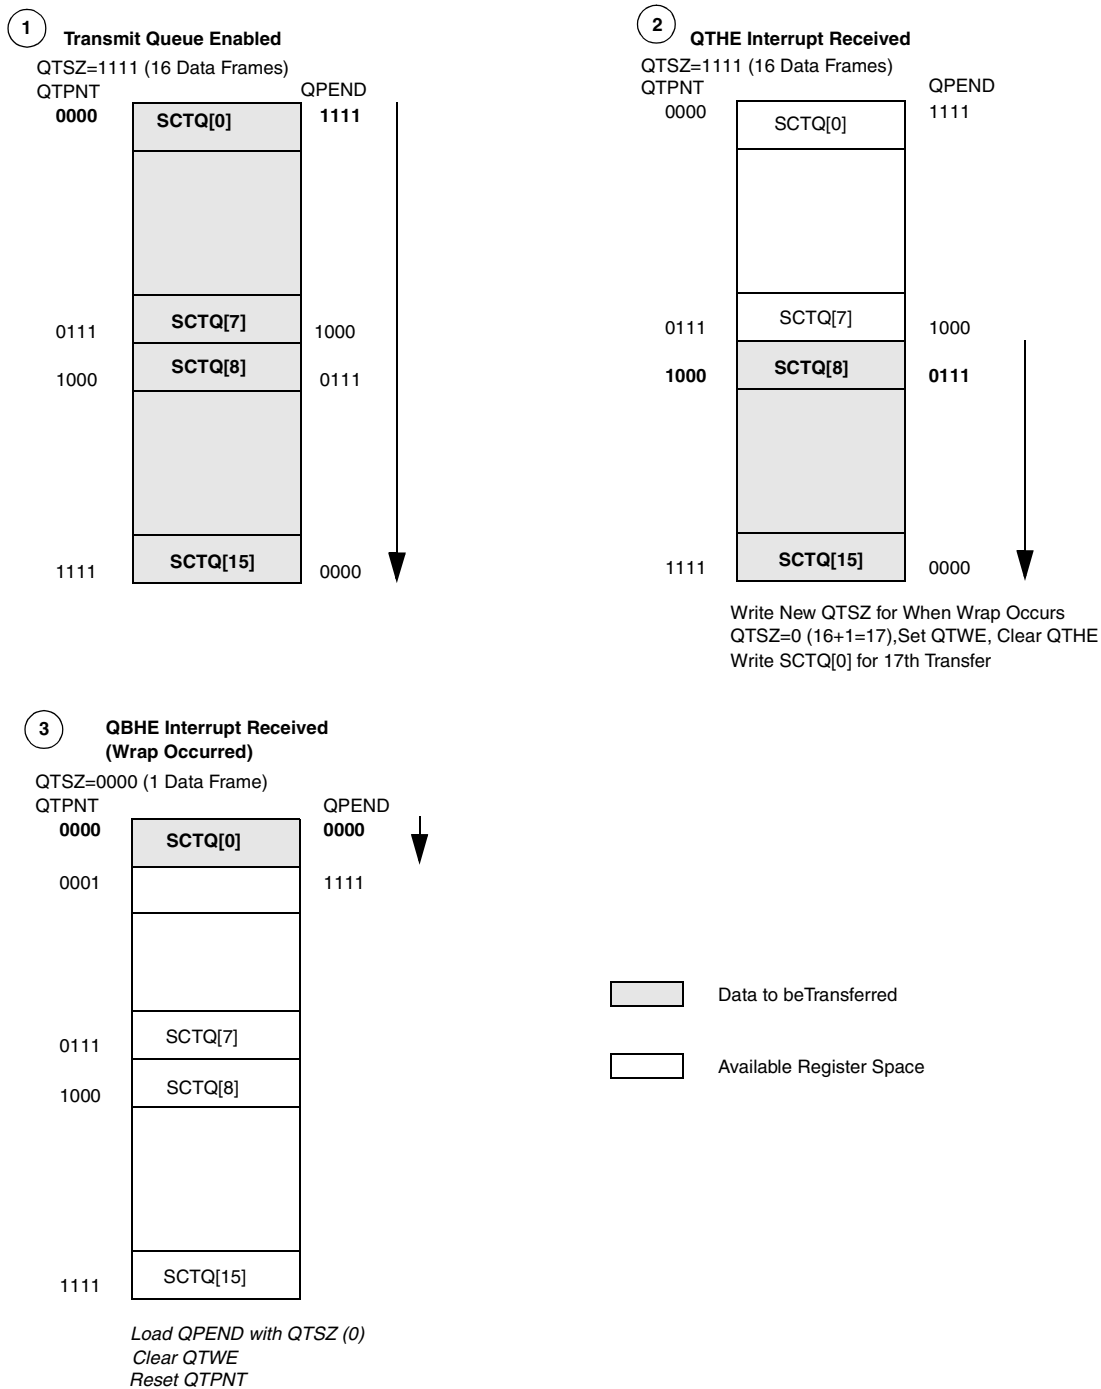 1
Transmit Queue Enabled
QTSZ=1111 (16 Data Frames)
QTPNT QPEND
0000 SCTQ[0] 1111
0111 SCTQ[7] 1000
1000 SCTQ[8] 0111
1111 SCTQ[15] 0000
2
QTHE Interrupt Received
QTSZ=1111 (16 Data Frames)
QTPNT QPEND
0000 SCTQ[0] 1111
0111 SCTQ[7] 1000
1000 SCTQ[8] 0111
1111 SCTQ[15] 0000
Write New QTSZ for When Wrap Occurs
QTSZ=0 (16+1=17),Set QTWE, Clear QTHE
Write SCTQ[0] for 17th Transfer
3
QBHE Interrupt Received
(Wrap Occurred)
QTSZ=0000 (1 Data Frame)
QTPNT QPEND
0000 SCTQ[0] 0000
0001 1111
0111 SCTQ[7]
1000 SCTQ[8]
1111 SCTQ[15]
Load QPEND with QTSZ (0)
Clear QTWE
Reset QTPNT
Data to beTransferred
Available Register Space